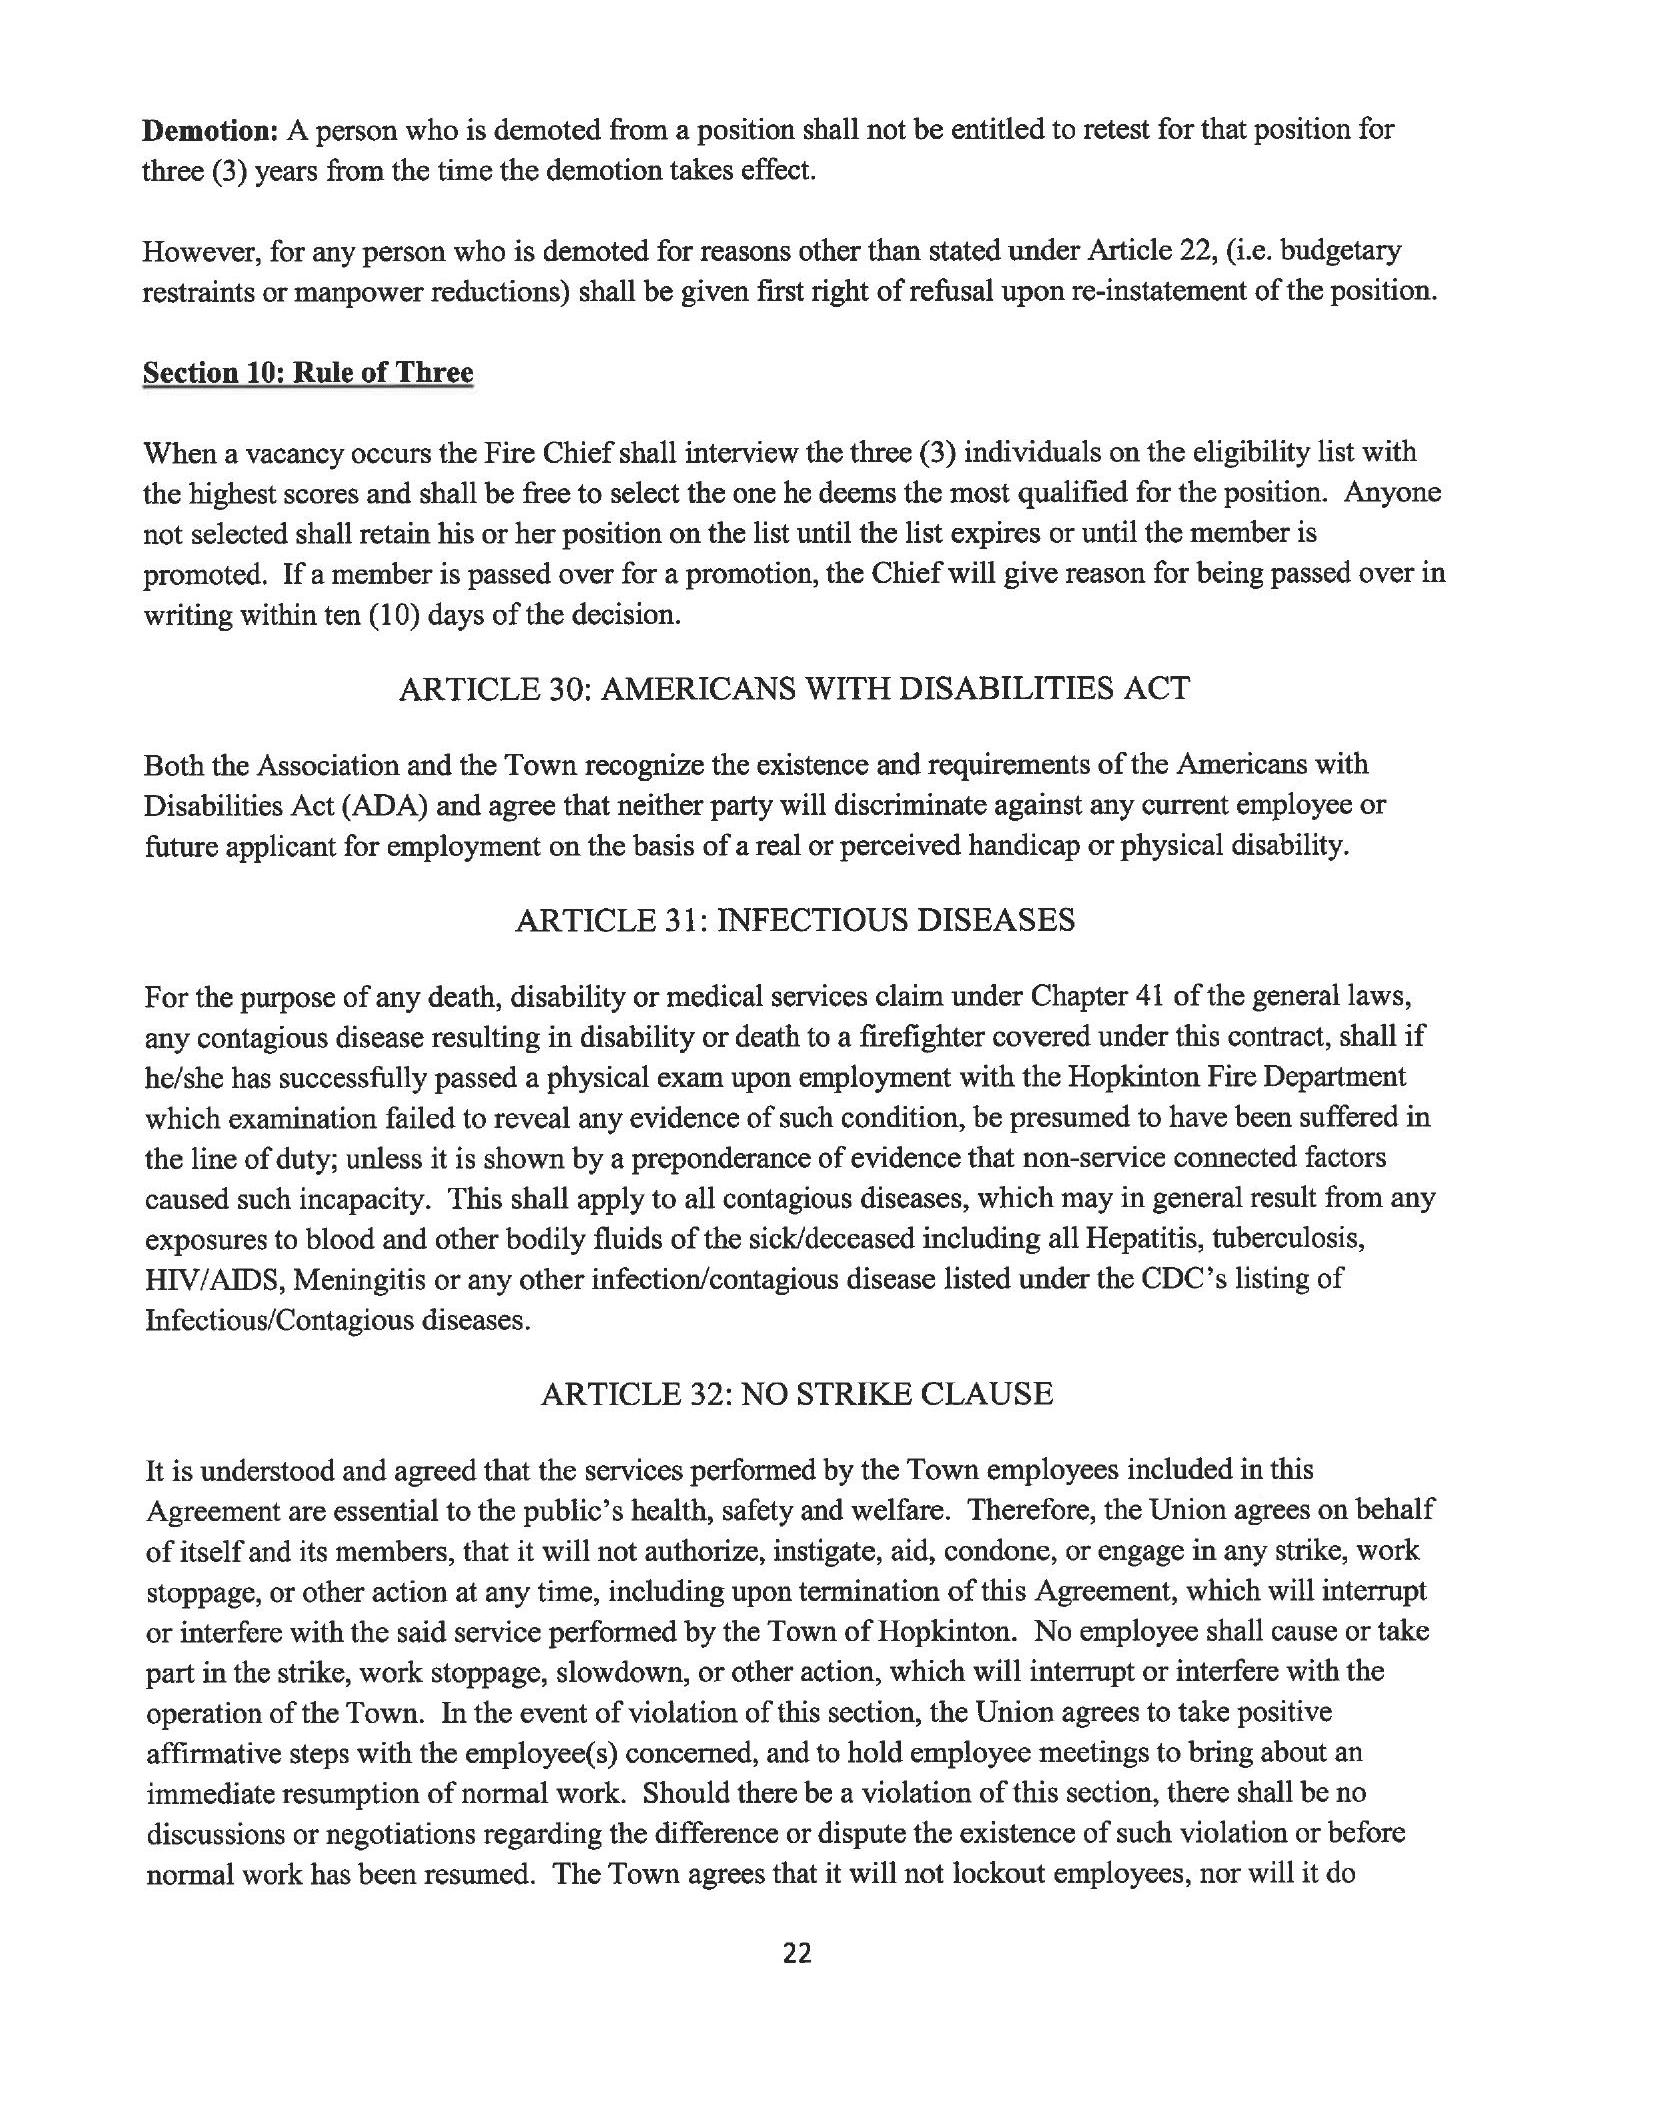 Demotion: A person who is demoted from a position shall not be entitled to retest for that position for
three (3) years from the time the demotion takes effect.
However, for any person who is demoted for reasons other than stated under Article 22, (i.e. budgetary
restraints or manpower reductions) shall be given first right of refusal upon re-instatement of the position.
Section 10: Rule of Three
When a vacancy occurs the Fire Chief shall interview the three (3) individuals on the eligibility list with
the highest scores and shall be free to select the one he deems the most qualified for the position.  Anyone
not selected shall retain his or her position on the list until the list expires or until the member is
promoted.  If a member is passed over for a promotion, the Chief will give reason for being passed over in
writing within ten (10) days of the decision.
ARTICLE 30: AMERICANS WITH DISABILITIES ACT
Both the Association and the Town recognize the existence and requirements of the Americans with
Disabilities Act (ADA) and agree that neither party will discriminate against any current employee or
future applicant for employment on the basis of a real or perceived handicap or physical disability.
ARTICLE 31: INFECTIOUS DISEASES
For the purpose of any death, disability or medical services claim under Chapter 41 of the general laws,
any contagious disease resulting in disability or death to a firefighter covered under this contract, shall if
he/she has successfully passed a physical exam upon employment with the Hopkinton Fire Department
which examination failed to reveal any evidence of such condition, be presumed to have been suffered in
the line of duty; unless it is shown by a preponderance of evidence that non-service connected factors
caused such incapacity.  This shall apply to all contagious diseases, which may in general result from any
exposures to blood and other bodily fluids of the sick/deceased including all Hepatitis, tuberculosis,
HIV/AIDS, Meningitis or any other infection/contagious disease listed under the CDC's listing of
Infectious/Contagious diseases.
ARTICLE 32: NO STRIKE CLAUSE
It is understood and agreed that the services performed by the Town employees included in this
Agreement are essential to the public's health, safety and welfare.  Therefore, the Union agrees on behalf
of itself and its members, that it will not authorize, instigate, aid, condone, or engage in any strike, work
stoppage, or other action at any time, including upon termination of this Agreement, which will interrupt
or interfere with the said service performed by the Town of Hopkinton.  No employee shall cause or take
part in the strike, work stoppage, slowdown, or other action, which will interrupt or interfere with the
operation of the Town.  In the event of violation of this section, the Union agrees to take positive
affirmative steps with the employee(s) concerned, and to hold employee meetings to bring about an
immediate resumption of normal work.  Should there be a violation of this section, there shall be no
discussions or negotiations regarding the difference or dispute the existence of such violation or before
normal work has been resumed.  The Town agrees that it will not lockout employees, nor will it do
22